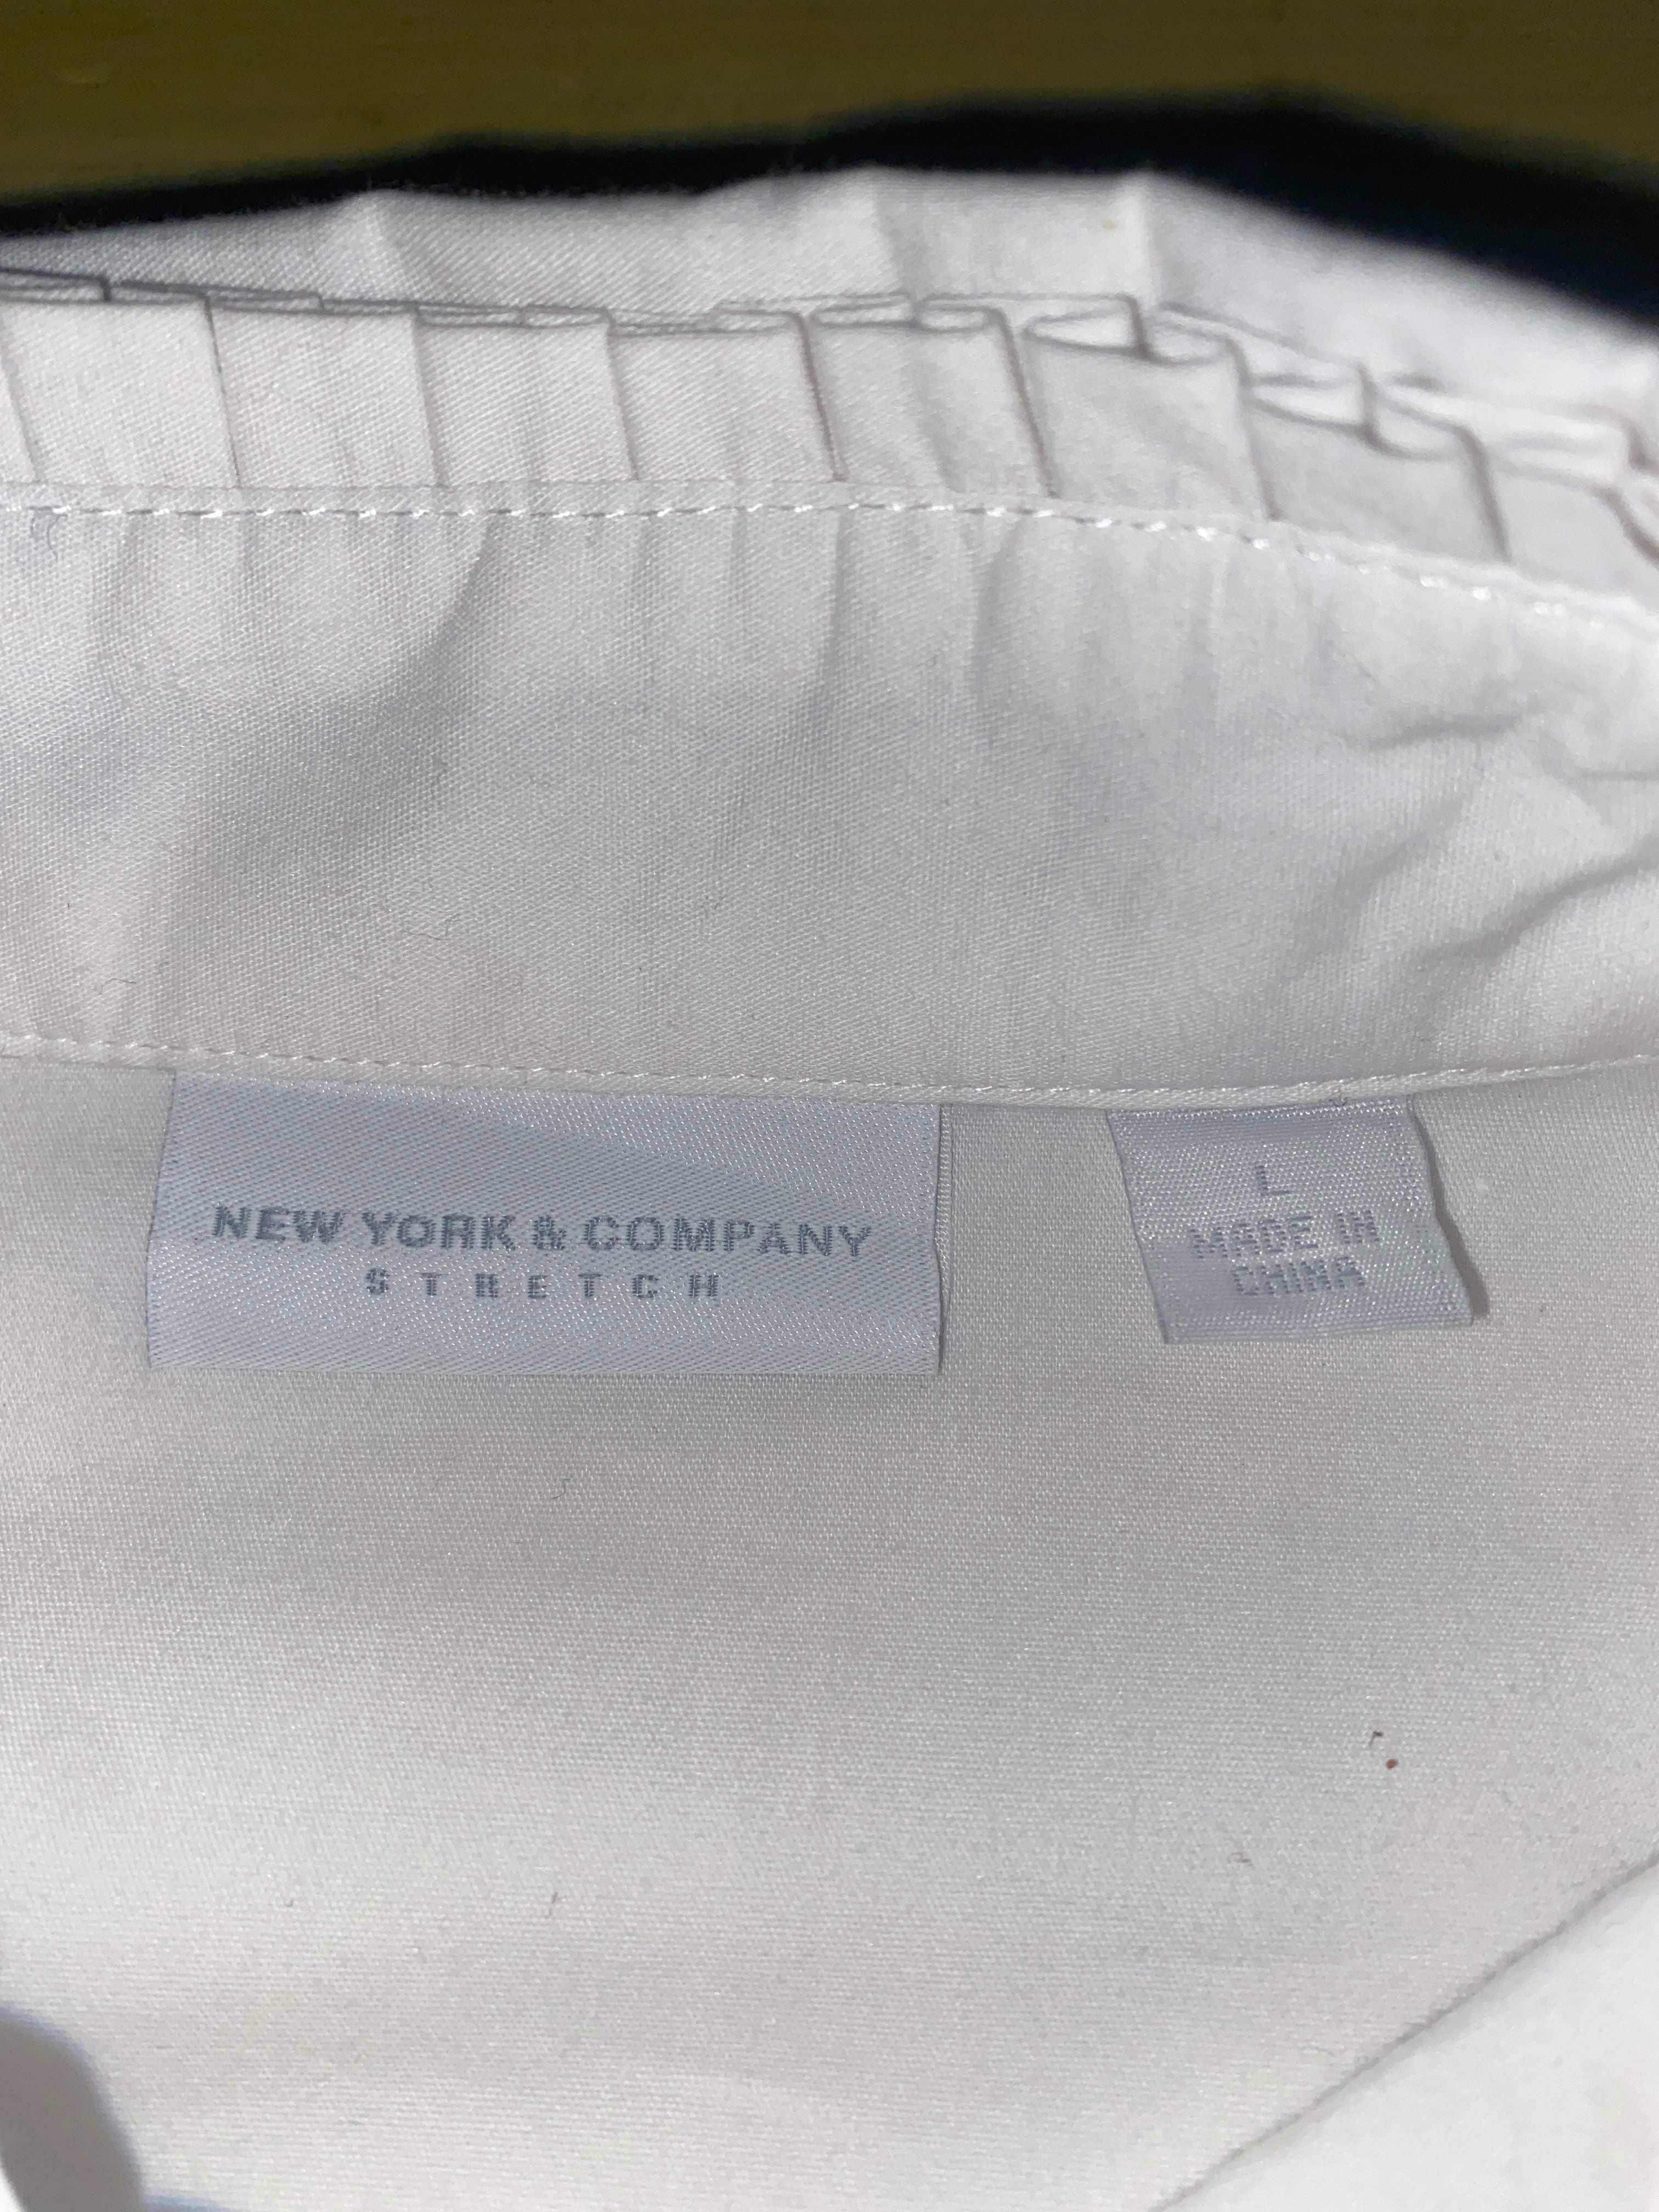 NEW YORK & COMPANY
STRETCH
L
MADE IN
CHINA